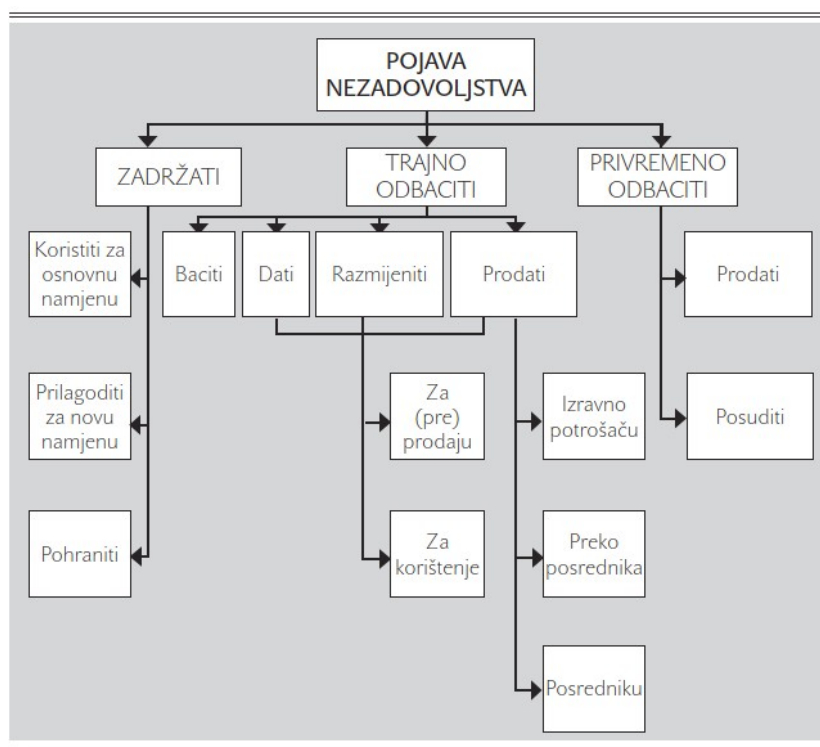 POJAVA
NEZADOVOLJSTVA
ZADRŽATI
TRAJNO
ODBACITI
PRIVREMENO
ODBACITI
Koristiti za
osnovnu
namjenu
Baciti
Dati
Razmijeniti
Prodati
Prodati
Prilagoditi
za novu
namjenu
Za
(pre)
prodaju
Izravno
potrošaču
Posuditi
Pohraniti
Za
korištenje
Preko
posrednika
Posredniku